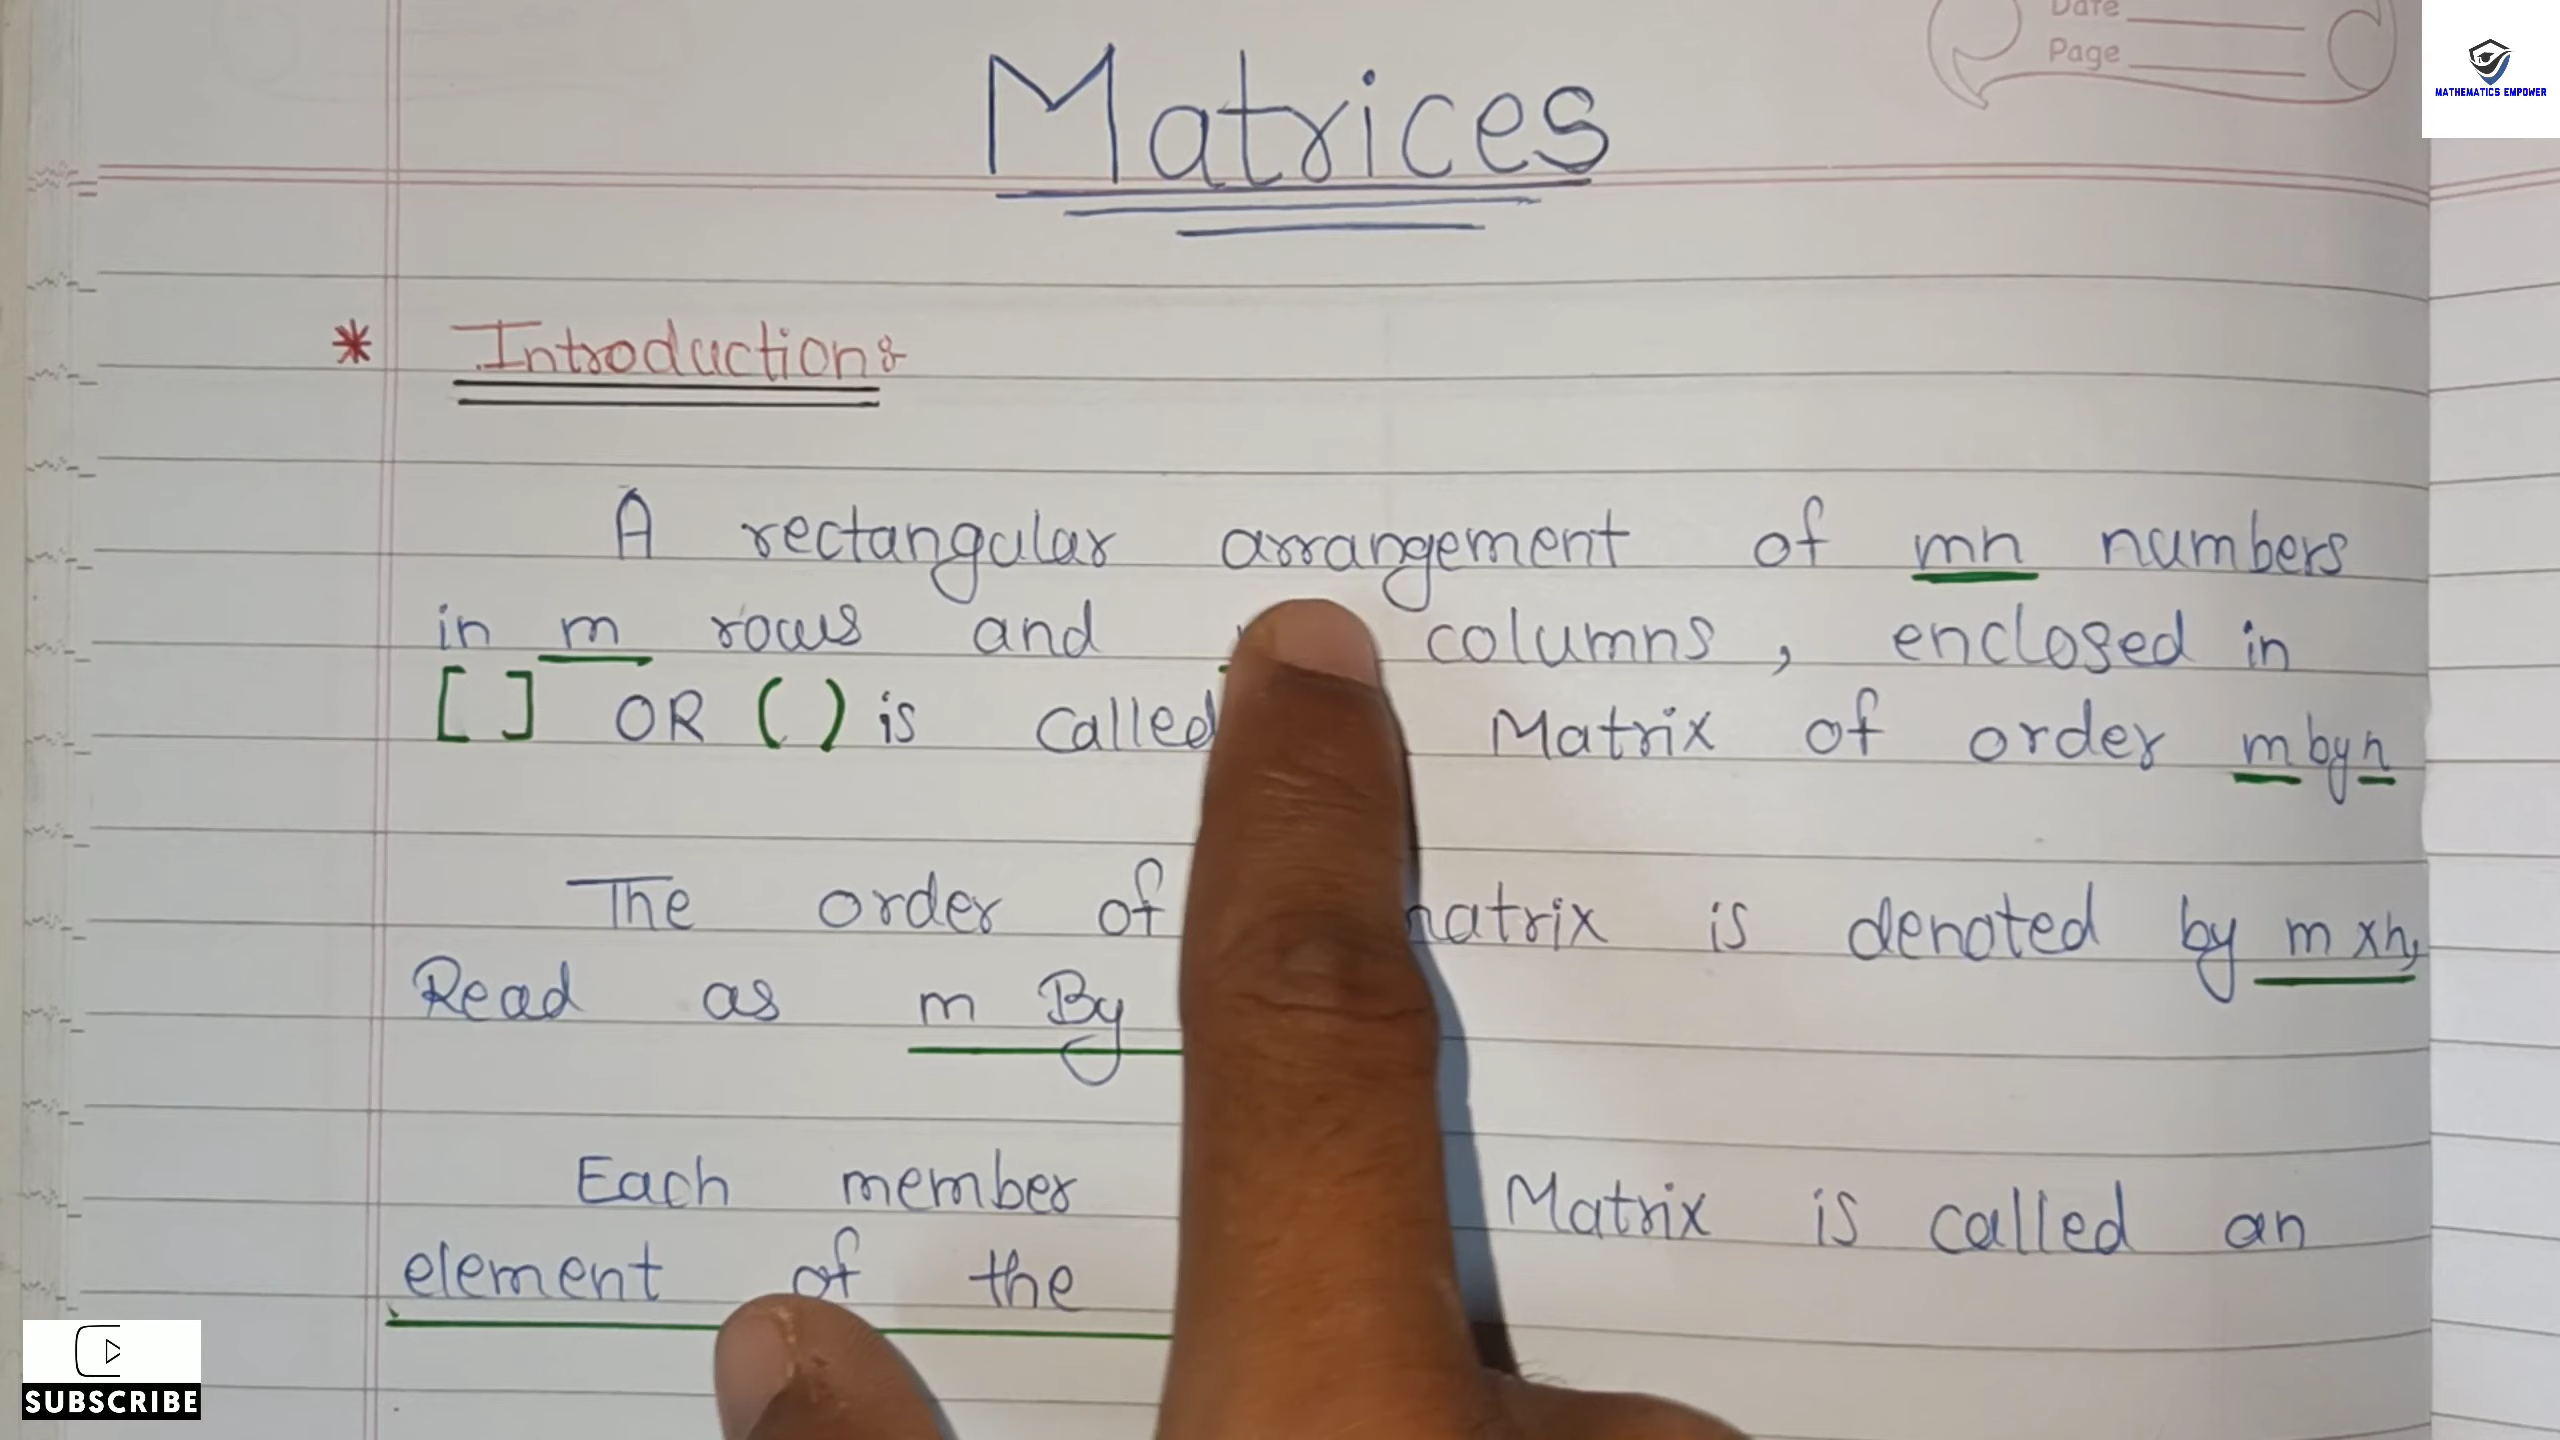 Date
Page
MATHEMATICS EMPOWER
Matrices
* Introduction:
A rectangular arrangement of mn numbers
in m rows and columns, enclosed in
[ ] OR ( ) is called Matrix of order m by n
The order of matrix is denoted by m x n,
Read as m By
Each member Matrix is called an
element of the
SUBSCRIBE